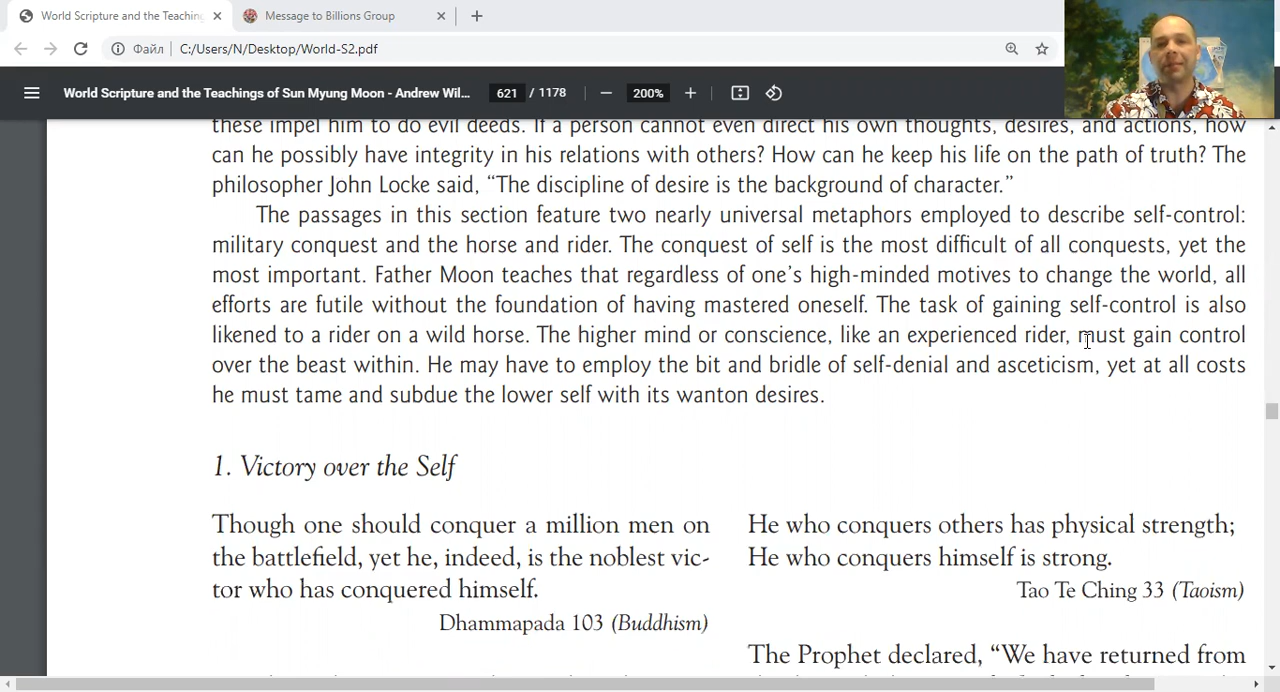 World Scripture and the Teachin
Message to Billions Group
Файл
C:/Users/N/Desktop/World-S2.pdf
World Scripture and the Teachings of Sun Myung Moon - Andrew Wil...
621 / 1178
200%
these impel him to do evil deeds. If a person cannot even direct his own thoughts, desires, and actions, how
can he possibly have integrity in his relations with others? How can he keep his life on the path of truth? The
philosopher John Locke said, “The discipline of desire is the background of character.”
The passages in this section feature two nearly universal metaphors employed to describe self-control:
military conquest and the horse and rider. The conquest of self is the most difficult of all conquests, yet the
most important. Father Moon teaches that regardless of one’s high-minded motives to change the world, all
efforts are futile without the foundation of having mastered oneself. The task of gaining self-control is also
likened to a rider on a wild horse. The higher mind or conscience, like an experienced rider, must gain control
over the beast within. He may have to employ the bit and bridle of self-denial and asceticism, yet at all costs
he must tame and subdue the lower self with its wanton desires.
1. Victory over the Self
Though one should conquer a million men on
the battlefield, yet he, indeed, is the noblest vic-
tor who has conquered himself.
Dhammapada 103 (Buddhism)
He who conquers others has physical strength;
He who conquers himself is strong.
Tao Te Ching 33 (Taoism)
The Prophet declared, “We have returned from